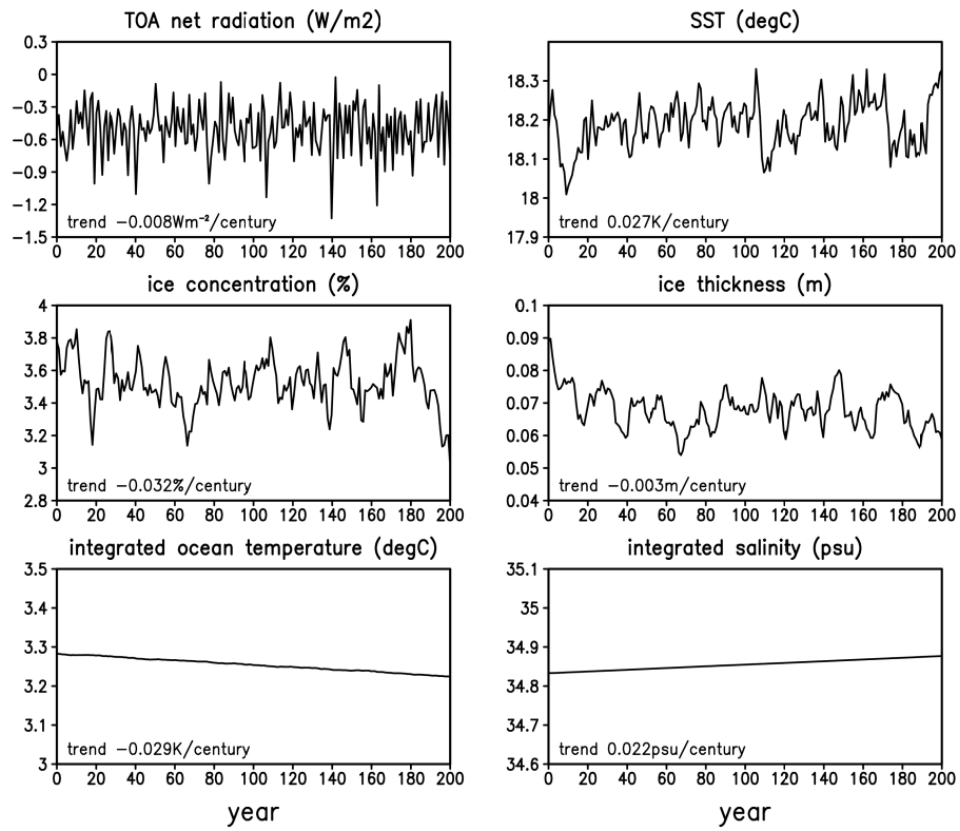 TOA net radiation (W/m2)
0.3
0
−0.3
−0.6
−0.9
−1.2
−1.5
trend −0.008Wm⁻²/century
0 20 40 60 80 100 120 140 160 180 200
SST (degC)
18.3
18.2
18.1
18
17.9
trend 0.027K/century
0 20 40 60 80 100 120 140 160 180 200
ice concentration (%)
4
3.8
3.6
3.4
3.2
3
2.8
trend −0.032%/century
0 20 40 60 80 100 120 140 160 180 200
ice thickness (m)
0.1
0.09
0.08
0.07
0.06
0.05
0.04
trend −0.003m/century
0 20 40 60 80 100 120 140 160 180 200
integrated ocean temperature (degC)
3.5
3.4
3.3
3.2
3.1
3
trend −0.029K/century
0 20 40 60 80 100 120 140 160 180 200
year
integrated salinity (psu)
35.1
35
34.9
34.8
34.7
34.6
trend 0.022psu/century
0 20 40 60 80 100 120 140 160 180 200
year